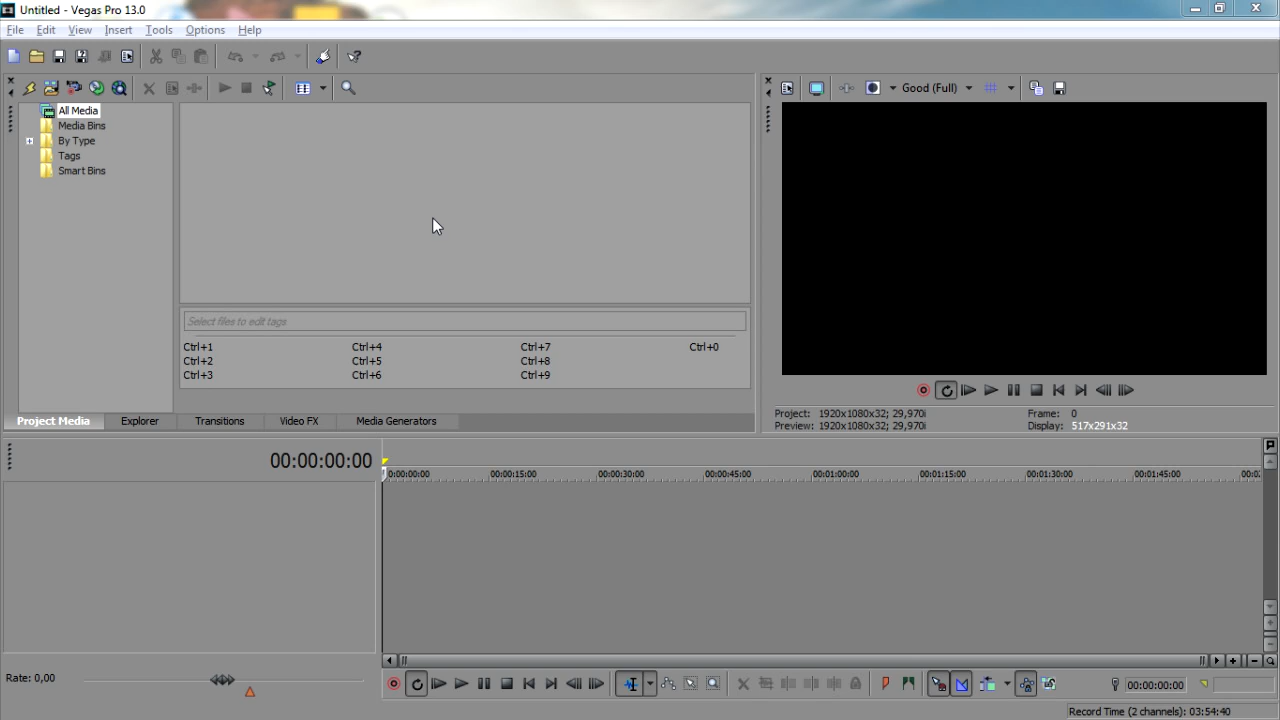 Untitled - Vegas Pro 13.0
File Edit View Insert Tools Options Help
Good (Full)
All Media
Media Bins
By Type
Tags
Smart Bins
Select files to edit tags
Ctrl+1 Ctrl+4 Ctrl+7 Ctrl+0
Ctrl+2 Ctrl+5 Ctrl+8
Ctrl+3 Ctrl+6 Ctrl+9
Project Media Explorer Transitions Video FX Media Generators
Project: 1920x1080x32; 29,970i Frame: 0
Preview: 1920x1080x32; 29,970i Display: 517x291x32
00:00:00:00
0:00:00:00 00:00:15:00 00:00:30:00 00:00:45:00 00:01:00:00 00:01:15:00 00:01:30:00 00:01:45:00
Rate: 0,00
00:00:00:00
Record Time (2 channels): 03:54:40